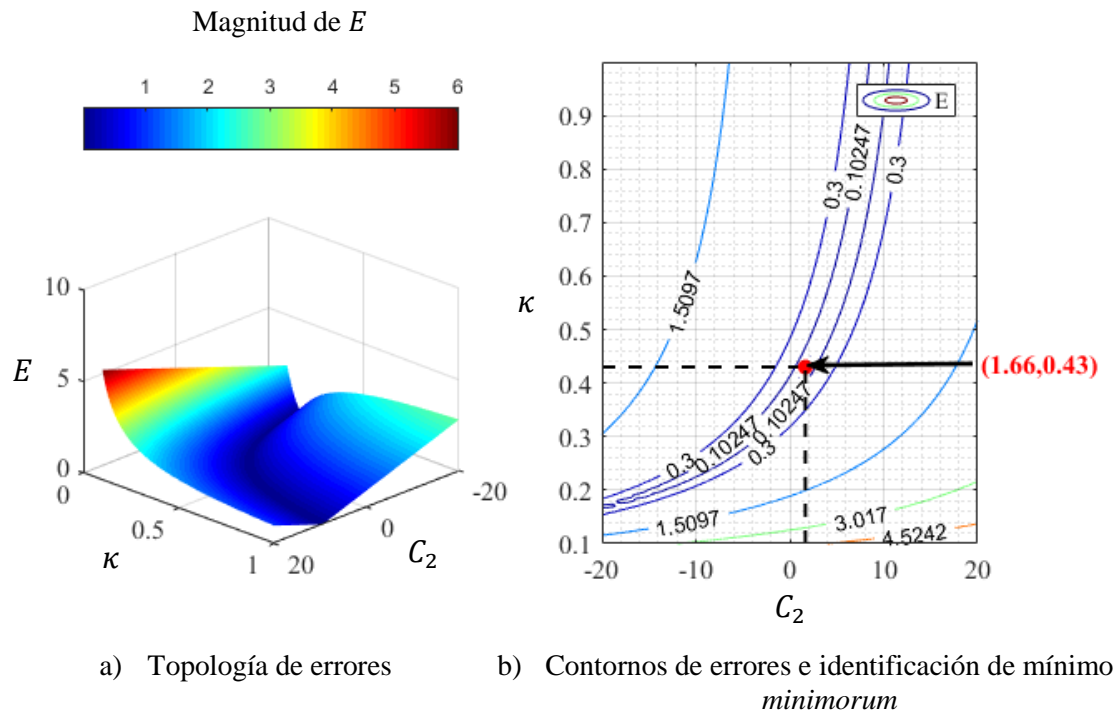 Magnitud de E
1 2 3 4 5 6
10
E
5
0
0
0.5
1
κ
20
0
-20
C₂
E
0.9
0.8
0.7
0.6
0.5
0.4
0.3
0.2
0.1
κ
-20 -10 0 10 20
C₂
1.5097
0.3
0.10247
0.3
(1.66,0.43)
0.3
0.10247
0.10247
0.3
1.5097
3.017
4.5242
a) Topología de errores
b) Contornos de errores e identificación de mínimo
minimorum